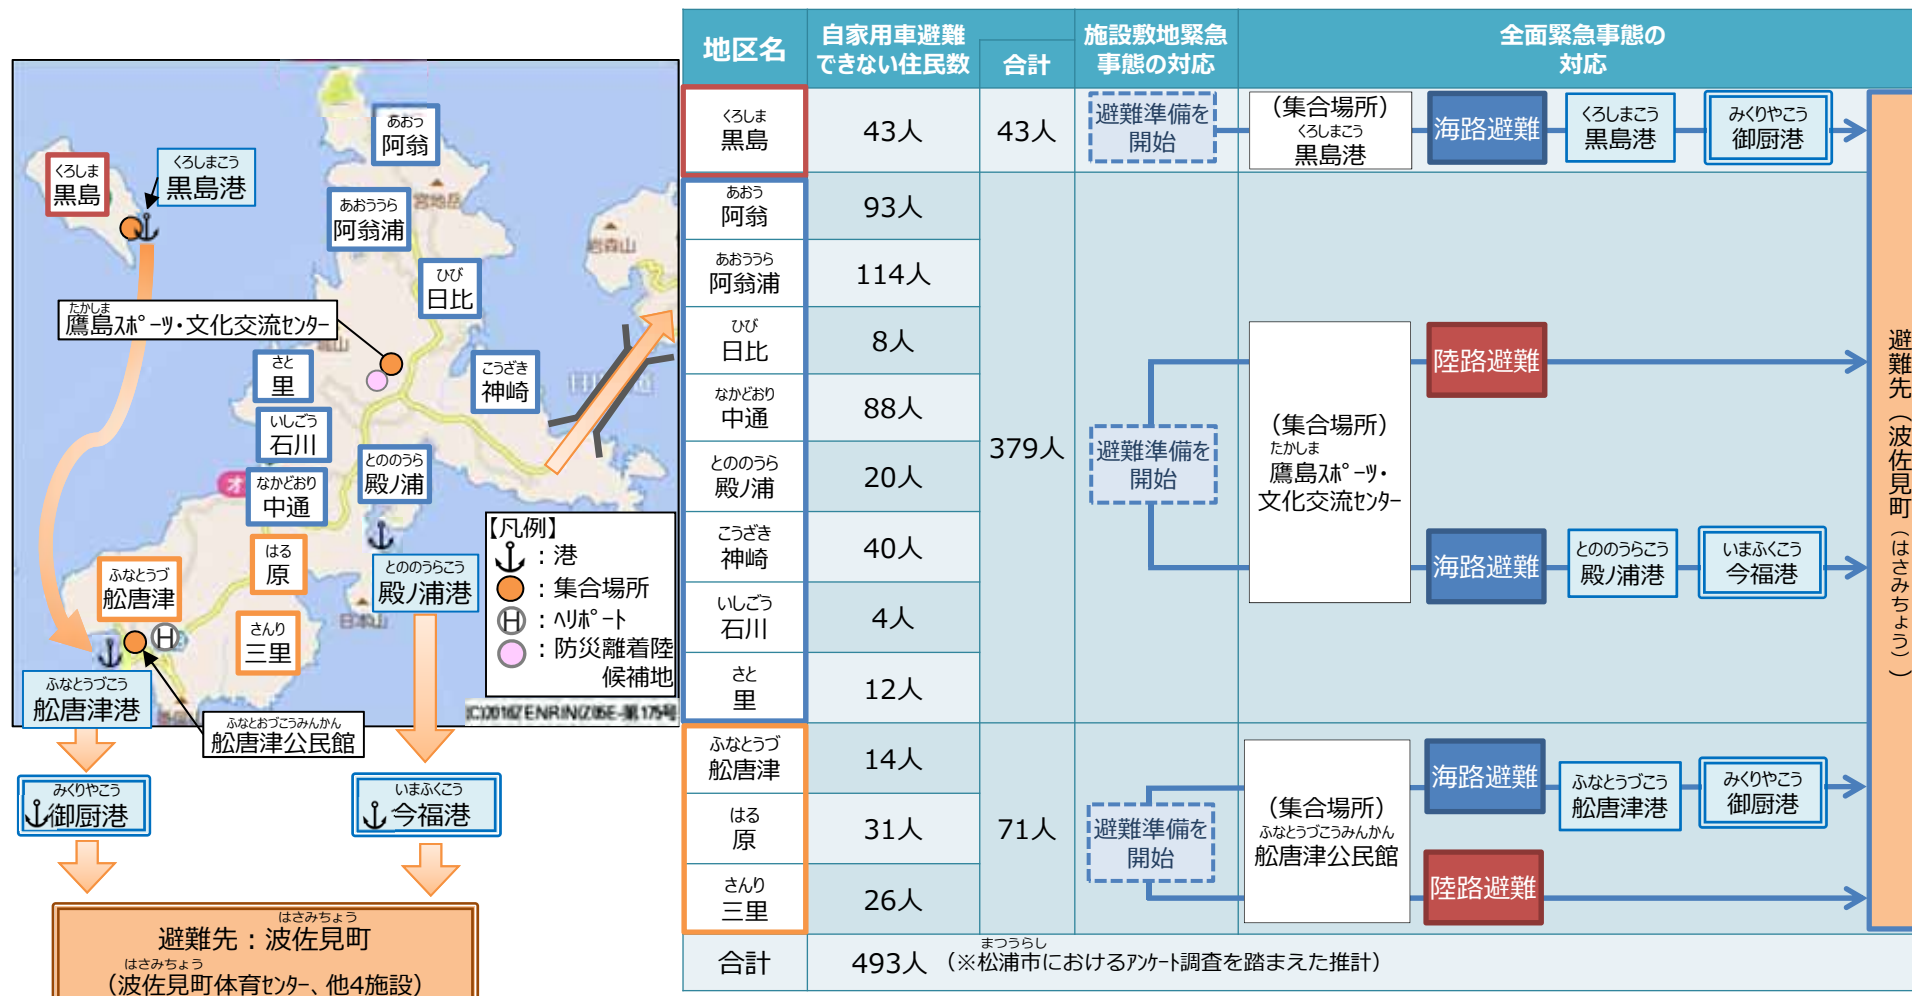 くろしま
黒島
くろしまこう
黒島港
あおう
阿翁
あおううら
阿翁浦
宮地岳
岩森山
ひび
日比
たかしま
鷹島ｽﾎﾟｰﾂ・文化交流ｾﾝﾀｰ
さと
里
こうざき
神崎
いしごう
石川
とののうら
殿ﾉ浦
オ
なかどおり
中通
はる
原
ふなとうづ
舩唐津
さんり
三里
日本山
とののうらこう
殿ﾉ浦港
【凡例】
：港
：集合場所
H：ﾍﾘﾎﾟｰﾄ
：防災離着陸
候補地
H
(C)2016ZENRIN(Z05E-第175号)
ふなとうづこう
舩唐津港
ふなとおづこうみんかん
舩唐津公民館
みくりやこう
御厨港
いまふくこう
今福港
はさみちょう
避難先：波佐見町
はさみちょう
（波佐見町体育ｾﾝﾀｰ、他4施設）
地区名
自家用車避難
できない住民数
合計
施設敷地緊急
事態の対応
全面緊急事態の
対応
くろしま
黒島
43人
43人
避難準備を
開始
（集合場所）
くろしまこう
黒島港
海路避難
くろしまこう
黒島港
みくりやこう
御厨港
あおう
阿翁
93人
あおううら
阿翁浦
114人
ひび
日比
8人
なかどおり
中通
88人
とののうら
殿ﾉ浦
20人
こうざき
神崎
40人
いしごう
石川
4人
さと
里
12人
379人
避難準備を
開始
（集合場所）
たかしま
鷹島ｽﾎﾟｰﾂ・
文化交流ｾﾝﾀｰ
陸路避難
海路避難
とののうらこう
殿ﾉ浦港
いまふくこう
今福港
ふなとうづ
舩唐津
14人
はる
原
31人
さんり
三里
26人
71人
避難準備を
開始
（集合場所）
ふなとうづこうみんかん
舩唐津公民館
海路避難
ふなとうづこう
舩唐津港
みくりやこう
御厨港
陸路避難
避難先（波佐見町（はさみちょう））
合計
まつうらし
493人 （※松浦市におけるｱﾝｹｰﾄ調査を踏まえた推計）